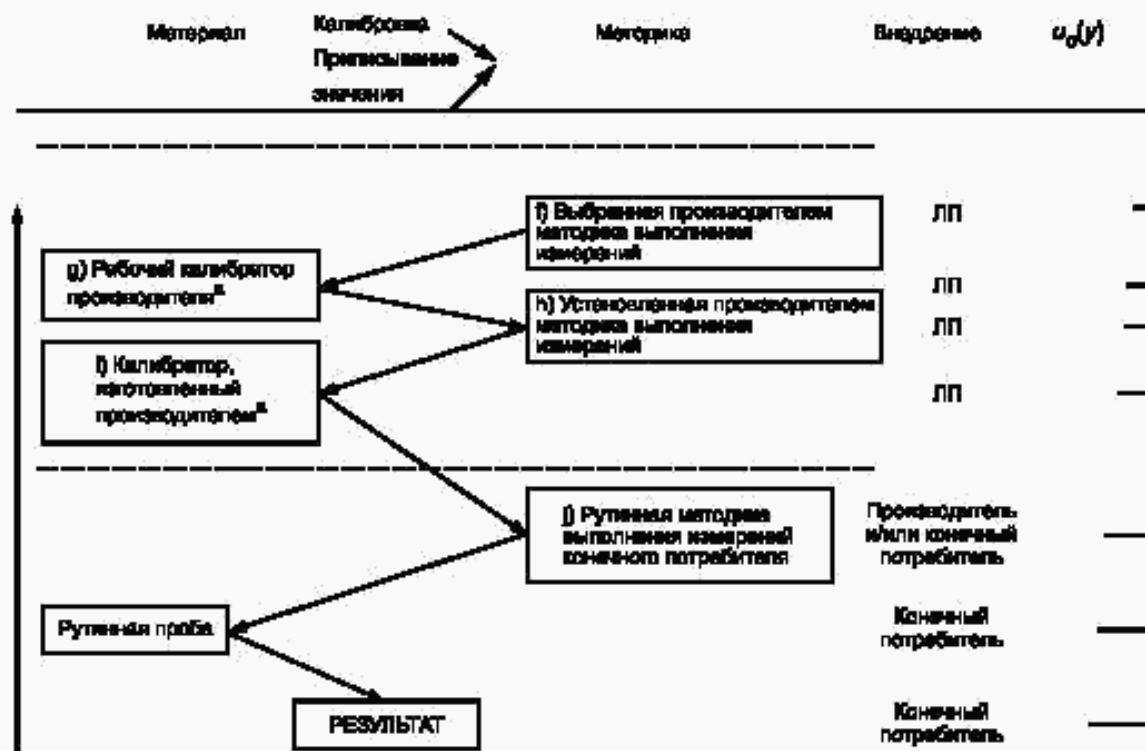 Материал
Калибровка
Приписывание
значения
Методика
Внедрение
u_c(y)
f) Выбранная производителем
методика выполнения
измерений
ЛП
g) Рабочий калибратор
производителя^a
ЛП
h) Установленная производителем
методика выполнения
измерений
ЛП
i) Калибратор,
изготовленный
производителем^a
ЛП
j) Рутинная методика
выполнения измерений
конечного потребителя
Производитель
и/или конечный
потребитель
Рутинная проба
Конечный
потребитель
РЕЗУЛЬТАТ
Конечный
потребитель